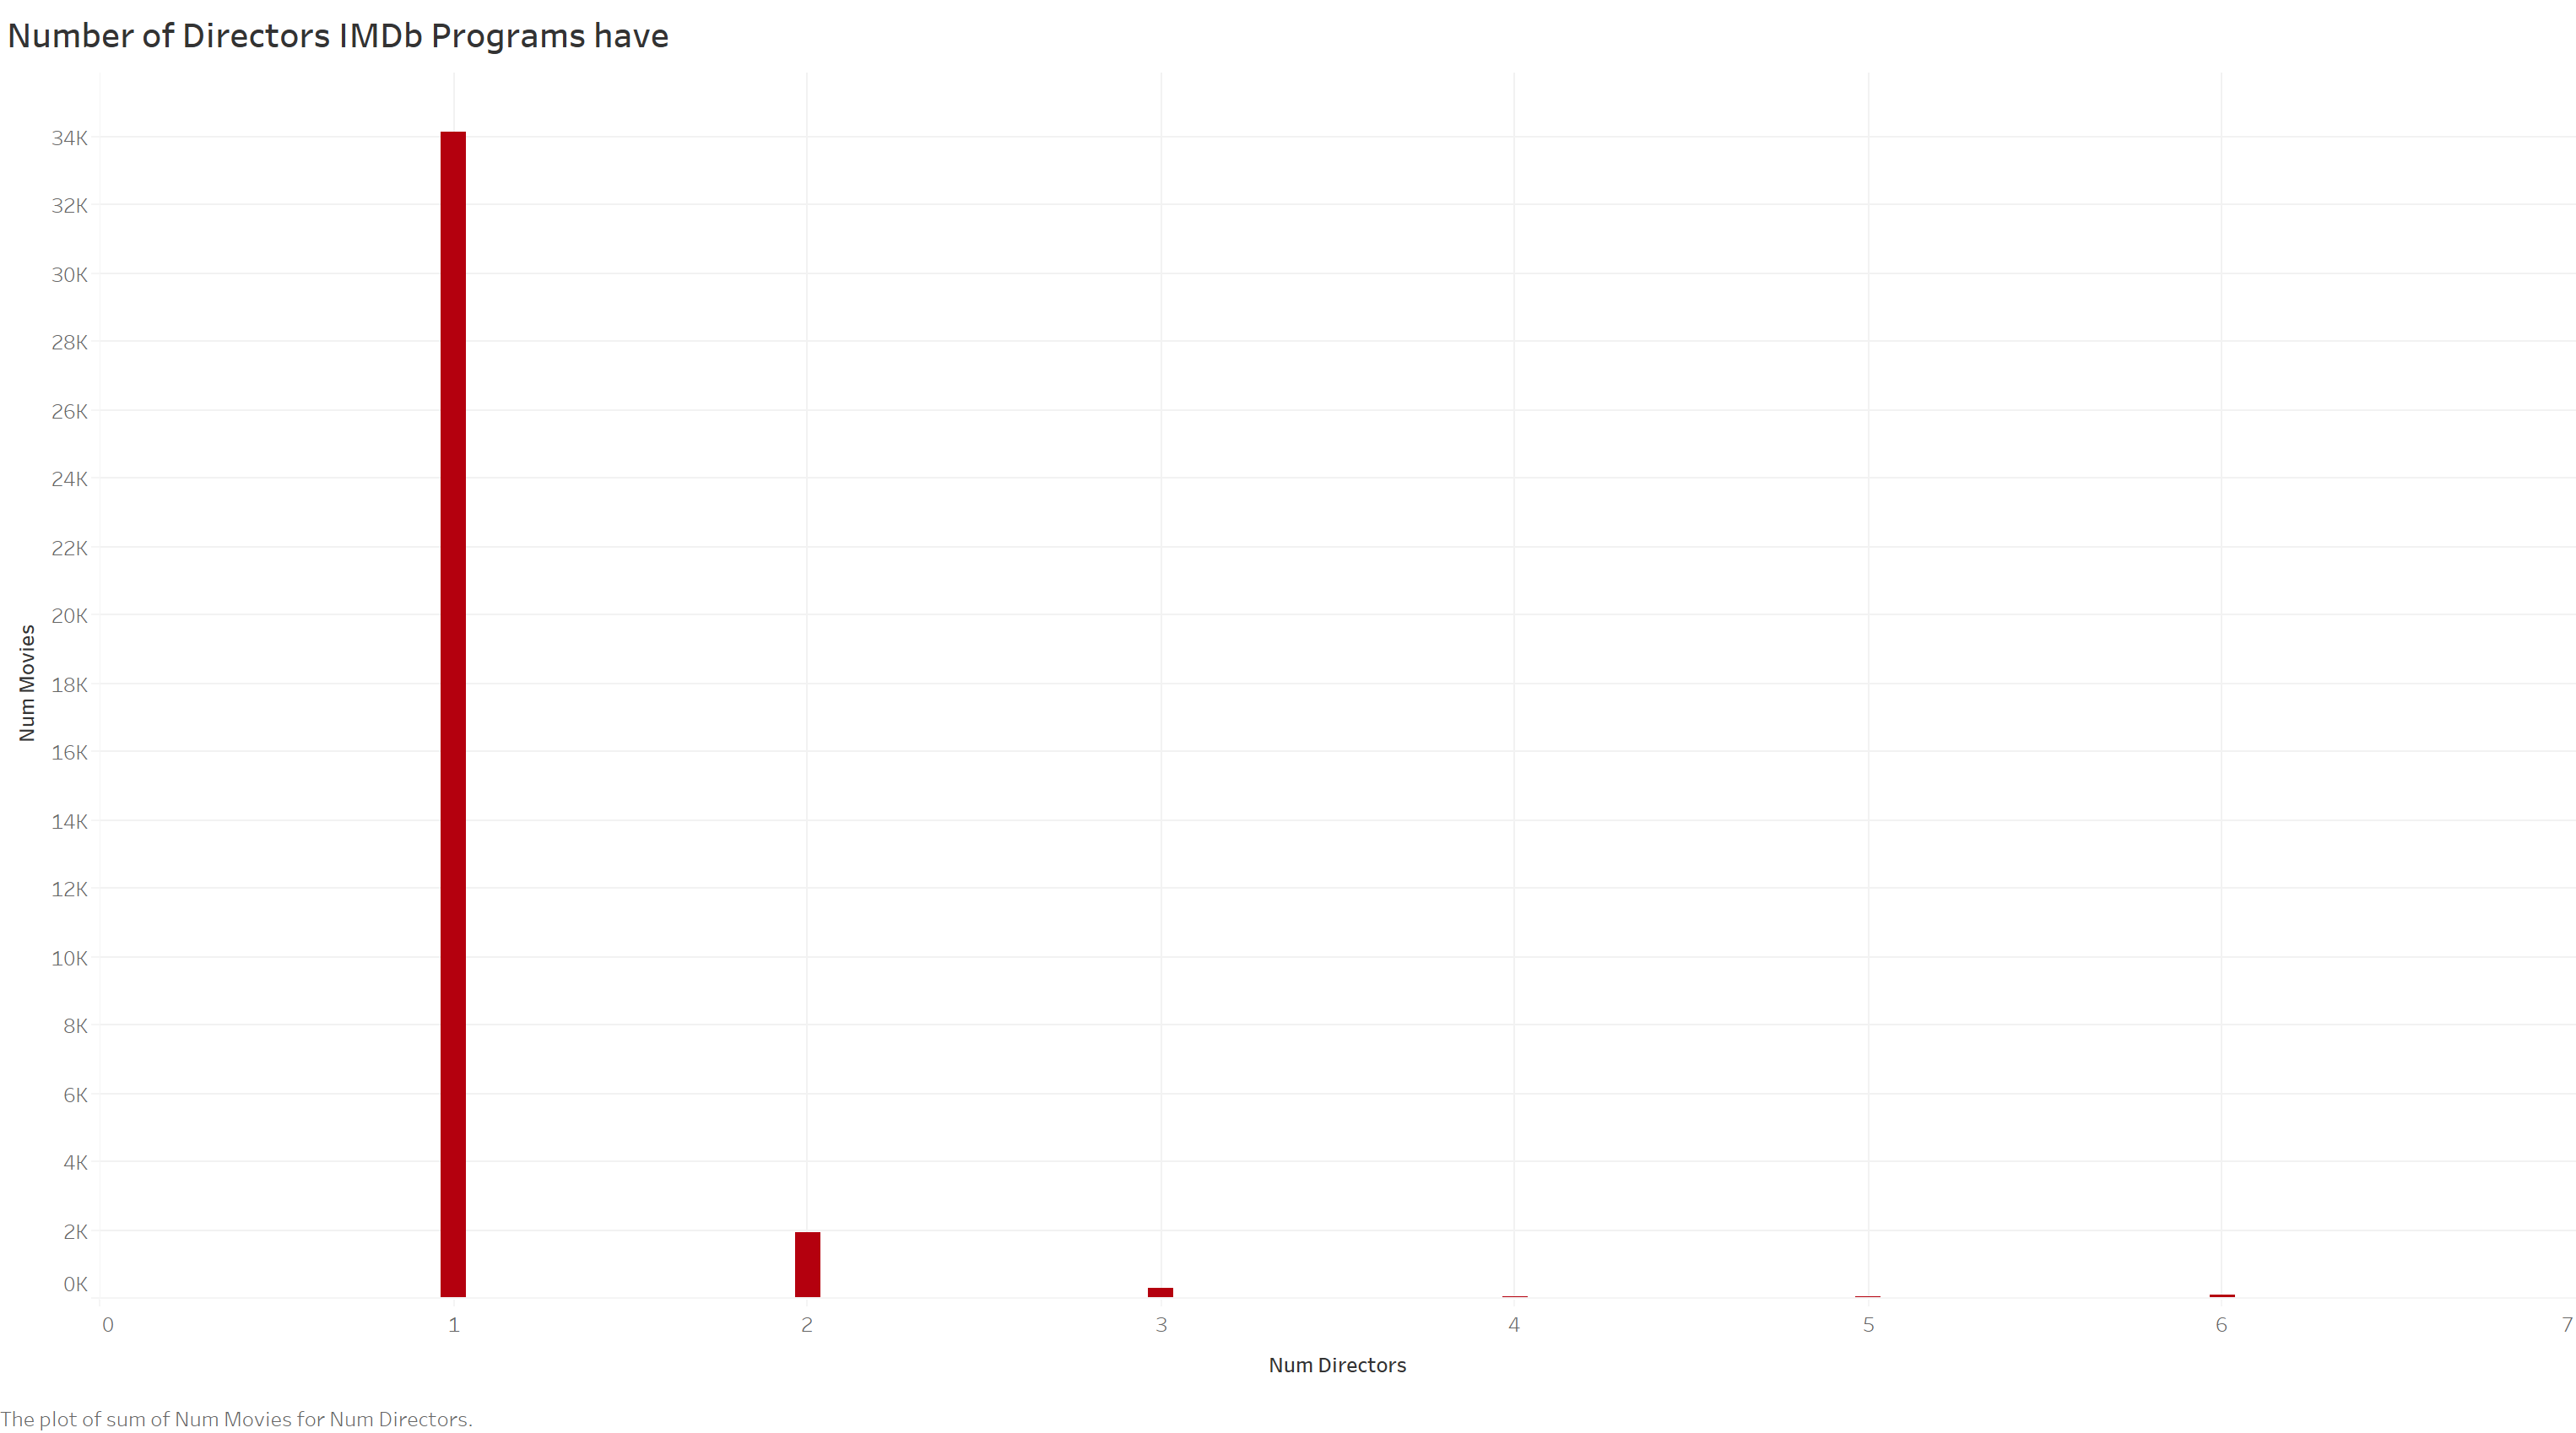 Number of Directors IMDb Programs have
34K
32K
30K
28K
26K
24K
22K
20K
18K
16K
14K
12K
10K
8K
6K
4K
2K
0K
Num Movies
0 1 2 3 4 5 6 7
Num Directors
The plot of sum of Num Movies for Num Directors.